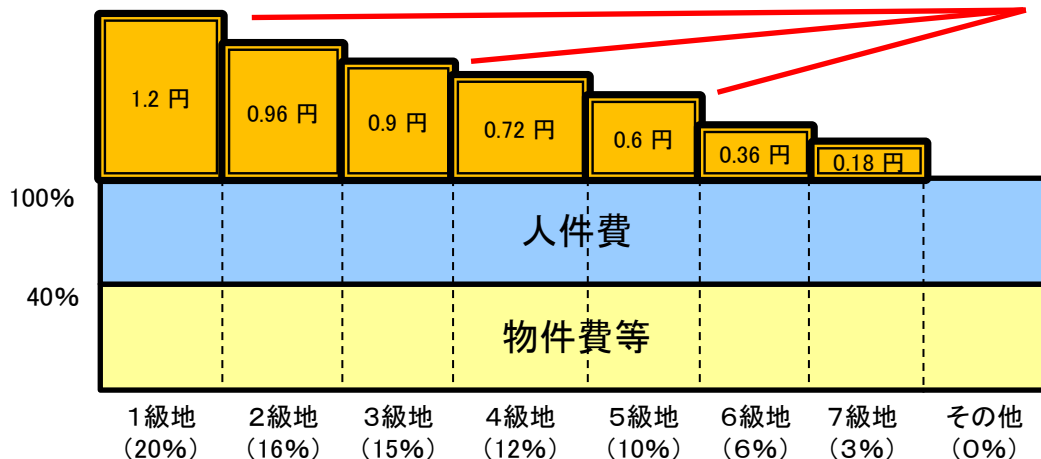 1.2 円
0.96 円
0.9 円
0.72 円
0.6 円
0.36 円
0.18 円
100%
人件費
40%
物件費等
1級地 2級地 3級地 4級地 5級地 6級地 7級地 その他
(20%) (16%) (15%) (12%) (10%) (6%) (3%) (0%)